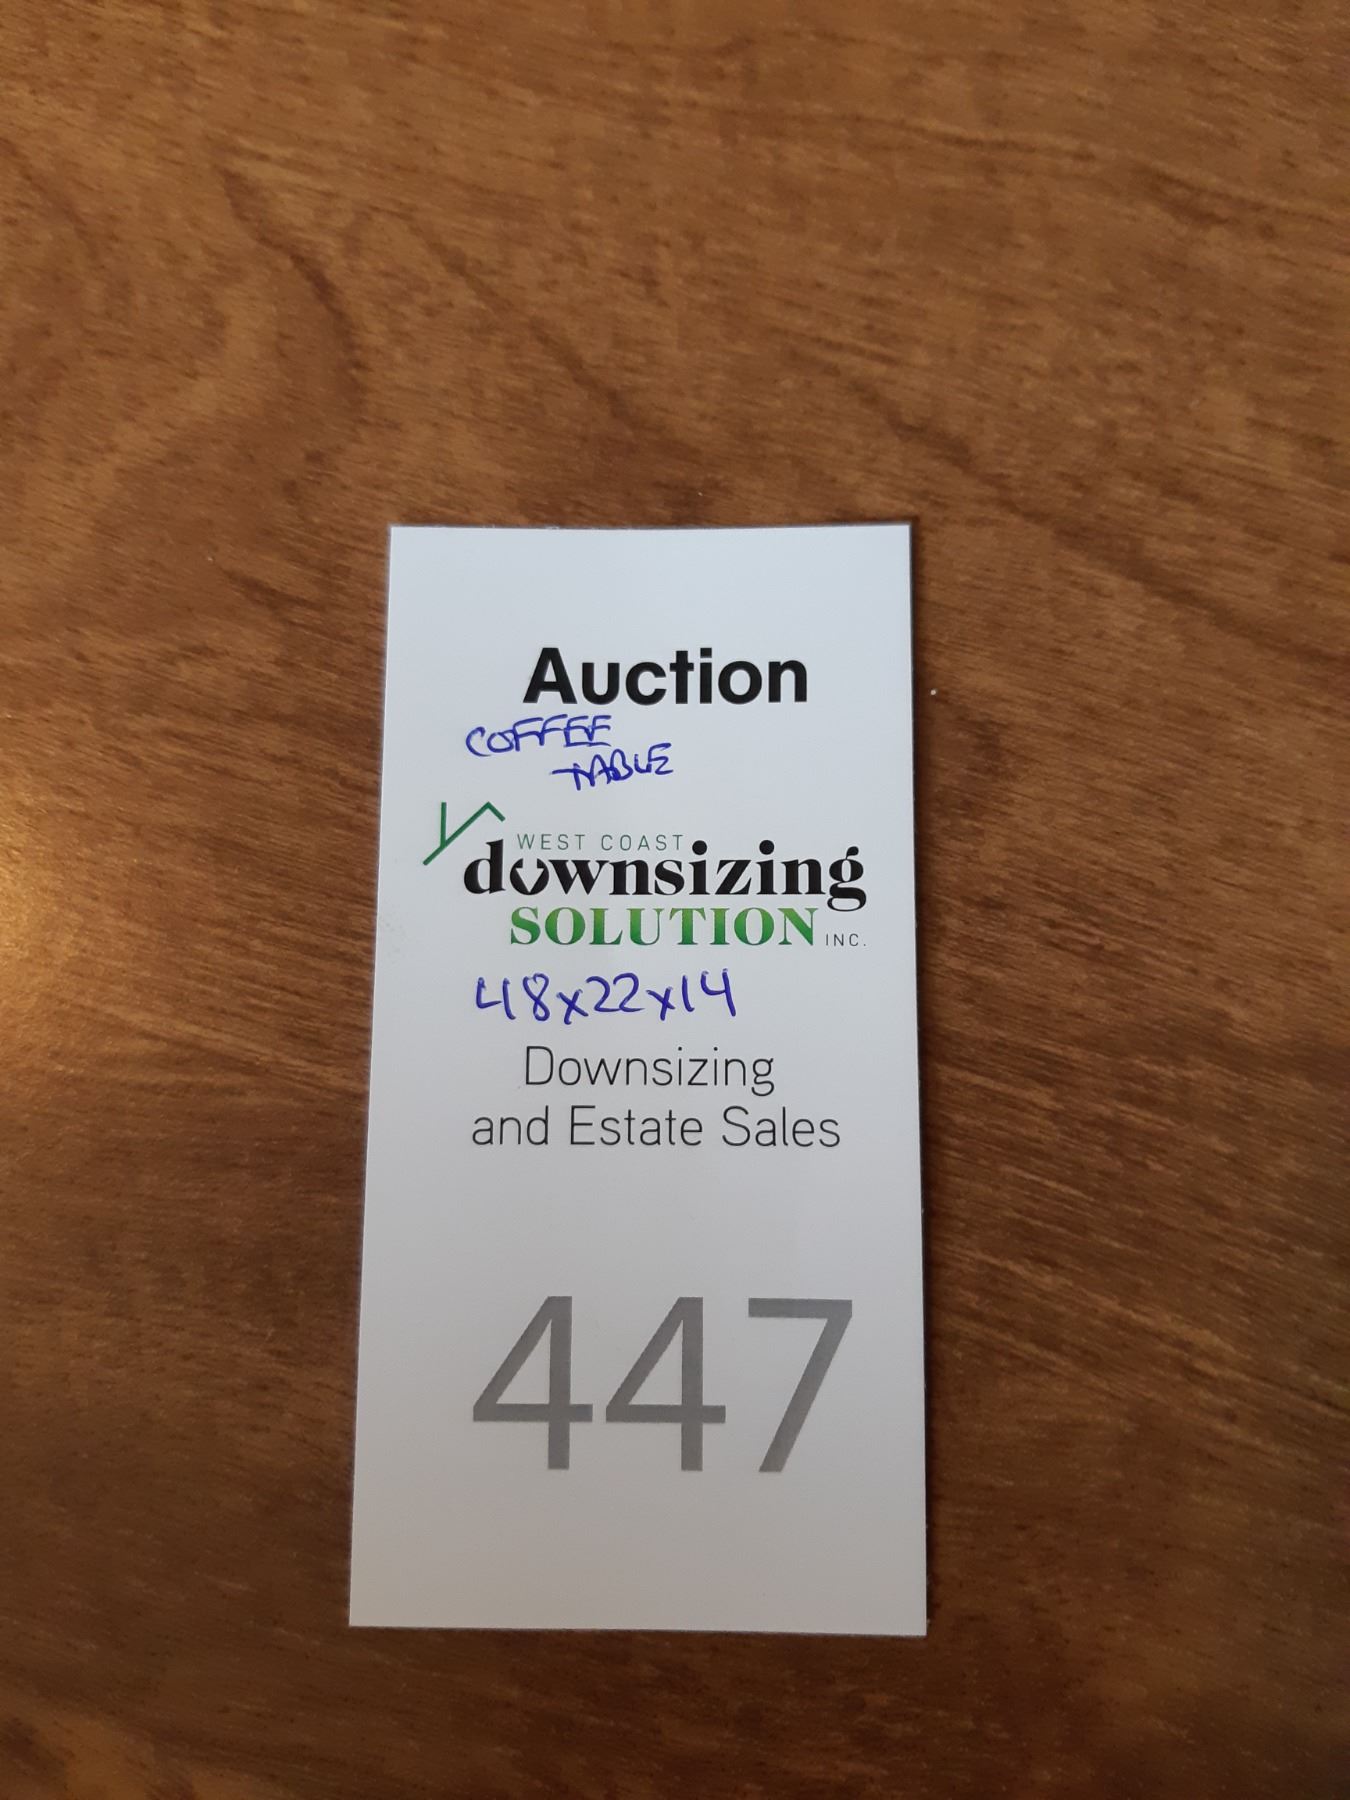 Auction
COFFEE
TABLE
WEST COAST
downsizing
SOLUTION INC.
48x22x14
Downsizing
and Estate Sales
447